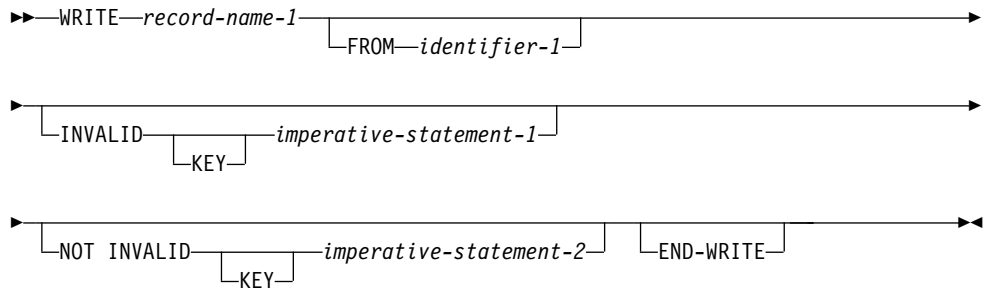 WRITE record-name-1
FROM identifier-1
INVALID imperative-statement-1
KEY
NOT INVALID imperative-statement-2 END-WRITE
KEY